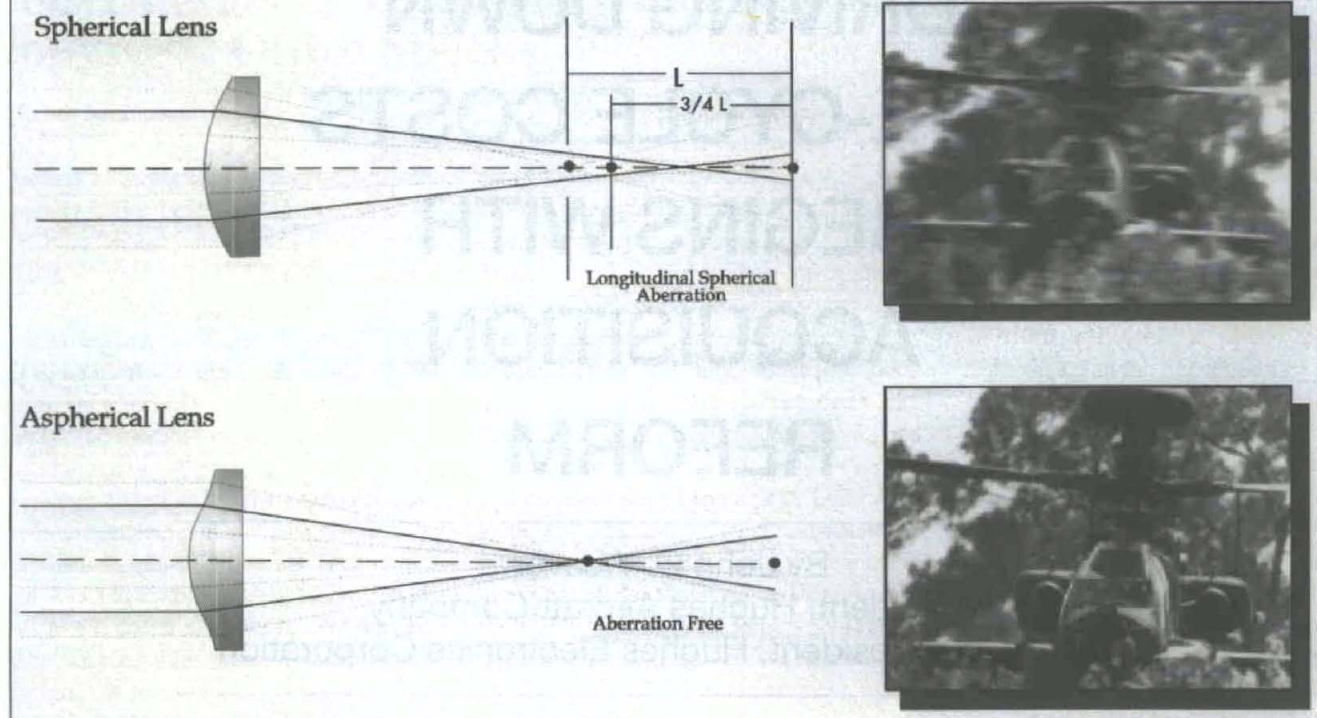 Spherical Lens
L
3/4 L
Longitudinal Spherical
Aberration
Aspherical Lens
Aberration Free